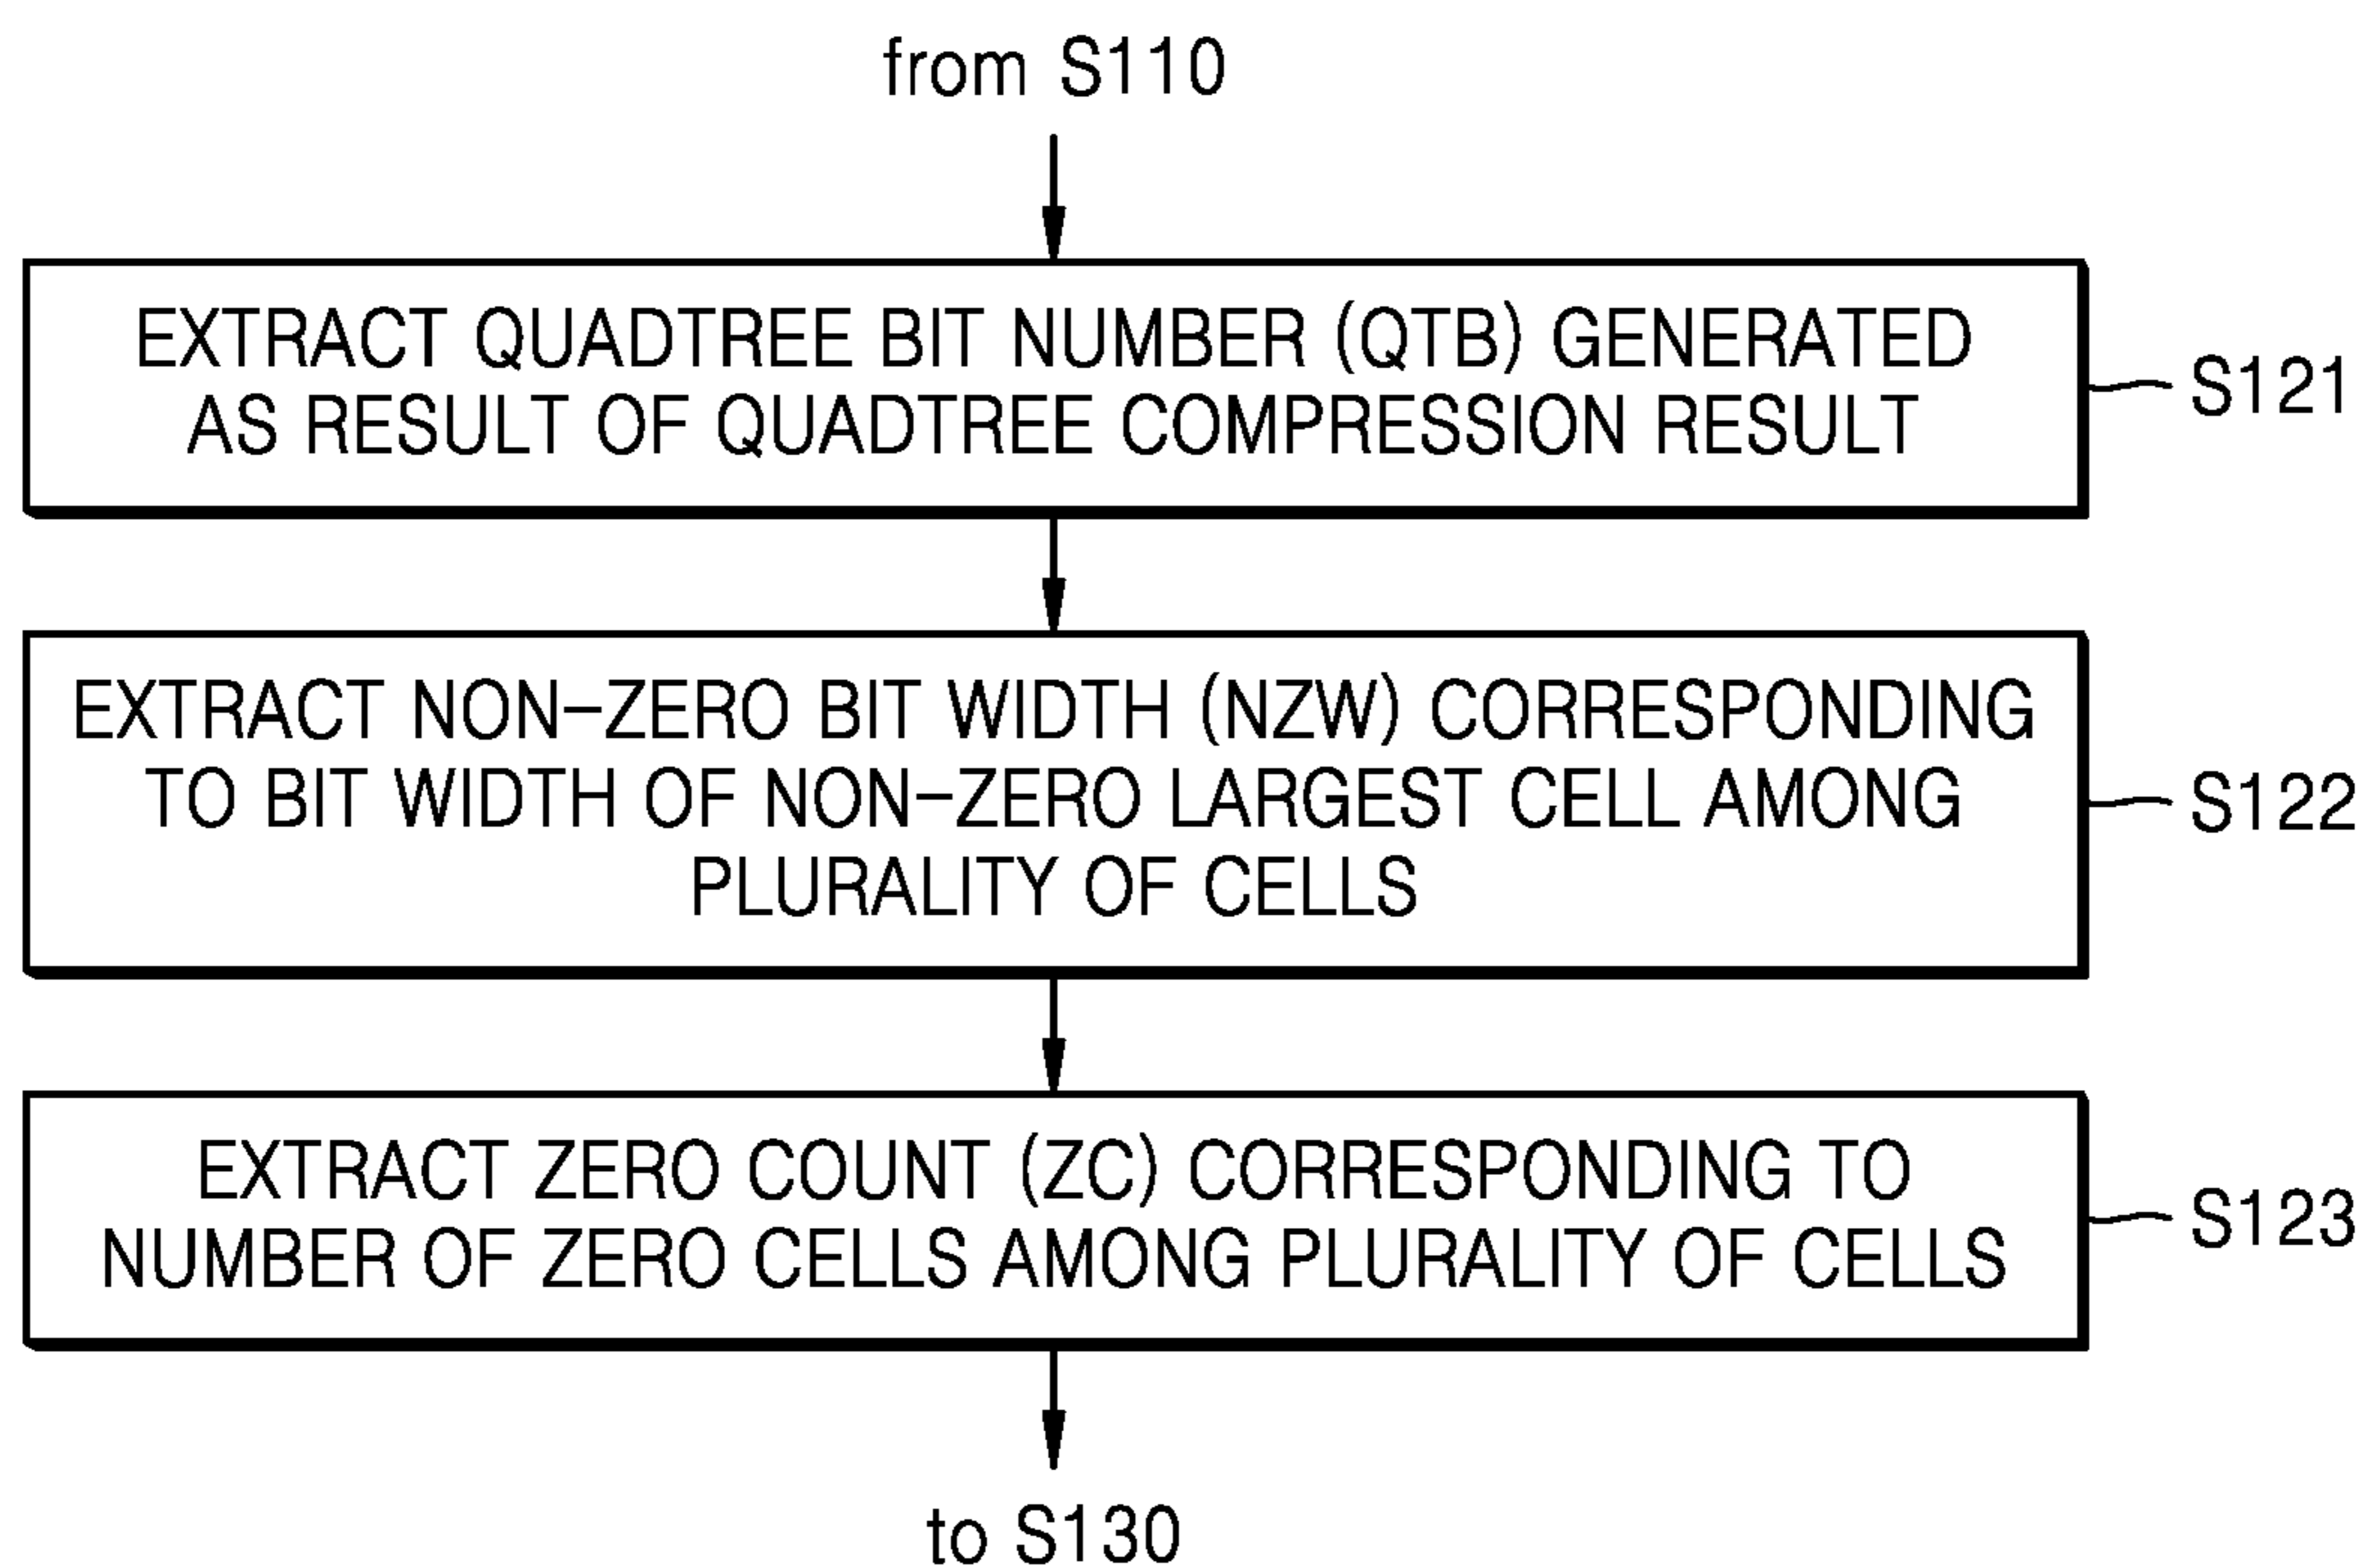 from S110
EXTRACT QUADTREE BIT NUMBER (QTB) GENERATED
AS RESULT OF QUADTREE COMPRESSION RESULT
S121
EXTRACT NON-ZERO BIT WIDTH (NZW) CORRESPONDING
TO BIT WIDTH OF NON-ZERO LARGEST CELL AMONG
PLURALITY OF CELLS
S122
EXTRACT ZERO COUNT (ZC) CORRESPONDING TO
NUMBER OF ZERO CELLS AMONG PLURALITY OF CELLS
S123
to S130